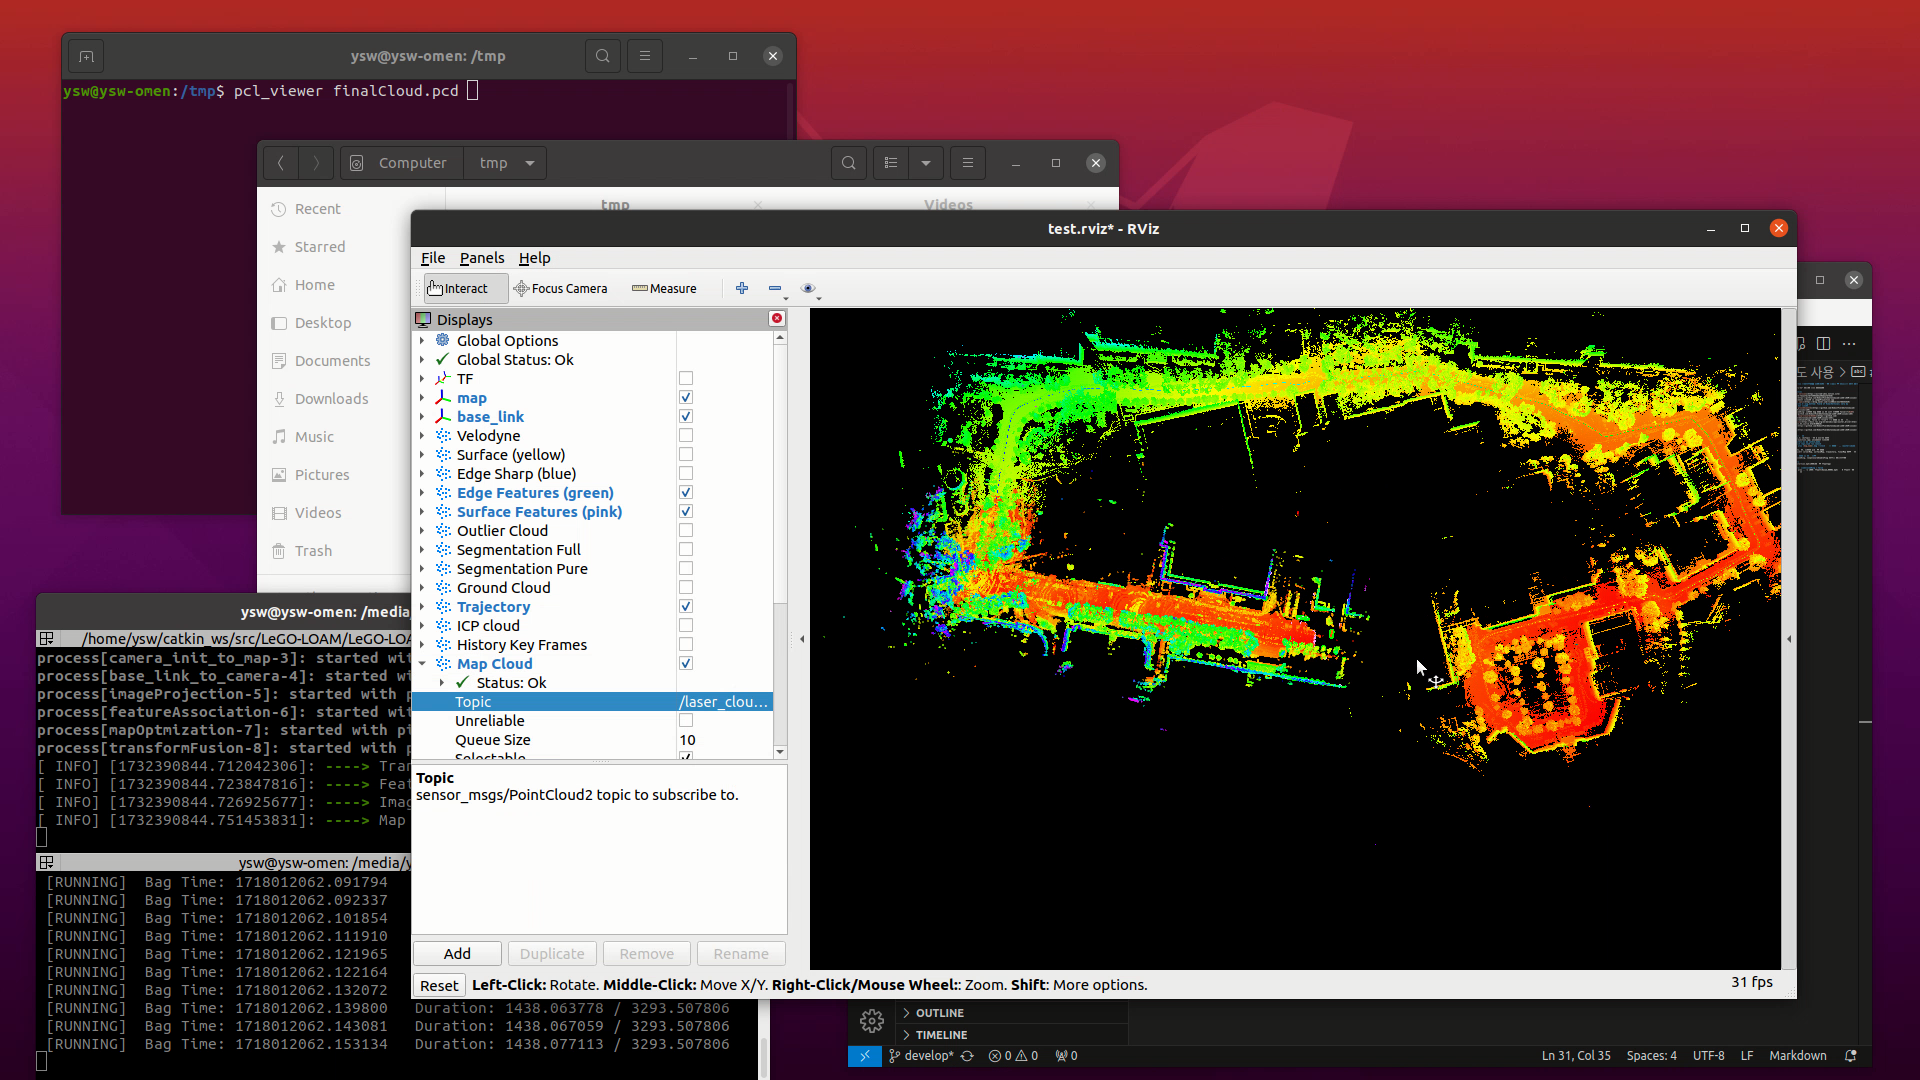 ysw@ysw-omen: /tmp
ysw@ysw-omen:/tmp$ pcl_viewer finalCloud.pcd
Computer
tmp
Recent
Starred
Home
Desktop
Documents
Downloads
Music
Pictures
Videos
Trash
tmp
Videos
test.rviz* - RViz
File Panels Help
Interact
Focus Camera
Measure
Displays
Global Options
Global Status: Ok
TF
map
base_link
Velodyne
Surface (yellow)
Edge Sharp (blue)
Edge Features (green)
Surface Features (pink)
Outlier Cloud
Segmentation Full
Segmentation Pure
Ground Cloud
Trajectory
ICP cloud
History Key Frames
Map Cloud
Status: Ok
Topic /laser_clou...
Unreliable
Queue Size 10
Selectable
Topic
sensor_msgs/PointCloud2 topic to subscribe to.
Add
Duplicate
Remove
Rename
Reset
Left-Click: Rotate. Middle-Click: Move X/Y. Right-Click/Mouse Wheel:: Zoom. Shift: More options.
31 fps
ysw@ysw-omen: /media
/home/ysw/catkin_ws/src/LeGO-LOAM/LeGO-LOA
process[camera_init_to_map-3]: started wit
process[base_link_to_camera-4]: started wi
process[imageProjection-5]: started with p
process[featureAssociation-6]: started wit
process[mapOptmization-7]: started with pi
process[transformFusion-8]: started with p
[ INFO] [1732390844.712042306]: ----> Tran
[ INFO] [1732390844.723847816]: ----> Feat
[ INFO] [1732390844.726925677]: ----> Imag
[ INFO] [1732390844.751453831]: ----> Map
ysw@ysw-omen: /media/y
[RUNNING] Bag Time: 1718012062.091794
[RUNNING] Bag Time: 1718012062.092337
[RUNNING] Bag Time: 1718012062.101854
[RUNNING] Bag Time: 1718012062.111910
[RUNNING] Bag Time: 1718012062.121965
[RUNNING] Bag Time: 1718012062.122164
[RUNNING] Bag Time: 1718012062.132072
[RUNNING] Bag Time: 1718012062.139800 Duration: 1438.063778 / 3293.507806
[RUNNING] Bag Time: 1718012062.143081 Duration: 1438.067059 / 3293.507806
[RUNNING] Bag Time: 1718012062.153134 Duration: 1438.077113 / 3293.507806
도 사용
OUTLINE
TIMELINE
develop* 0 0 0
Ln 31, Col 35 Spaces: 4 UTF-8 LF Markdown